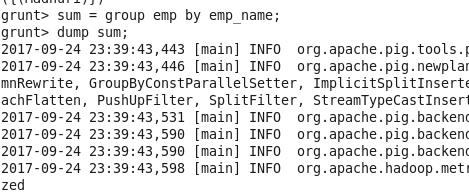 grunt> sum = group emp by emp_name;
grunt> dump sum;
2017-09-24 23:39:43,443 [main] INFO  org.apache.pig.tools.p
2017-09-24 23:39:43,446 [main] INFO  org.apache.pig.newplan
mnRewrite, GroupByConstParallelSetter, ImplicitSplitInserte
achFlatten, PushUpFilter, SplitFilter, StreamTypeCastInsert
2017-09-24 23:39:43,531 [main] INFO  org.apache.pig.backend
2017-09-24 23:39:43,590 [main] INFO  org.apache.pig.backend
2017-09-24 23:39:43,590 [main] INFO  org.apache.pig.backend
2017-09-24 23:39:43,598 [main] INFO  org.apache.hadoop.metr
zed